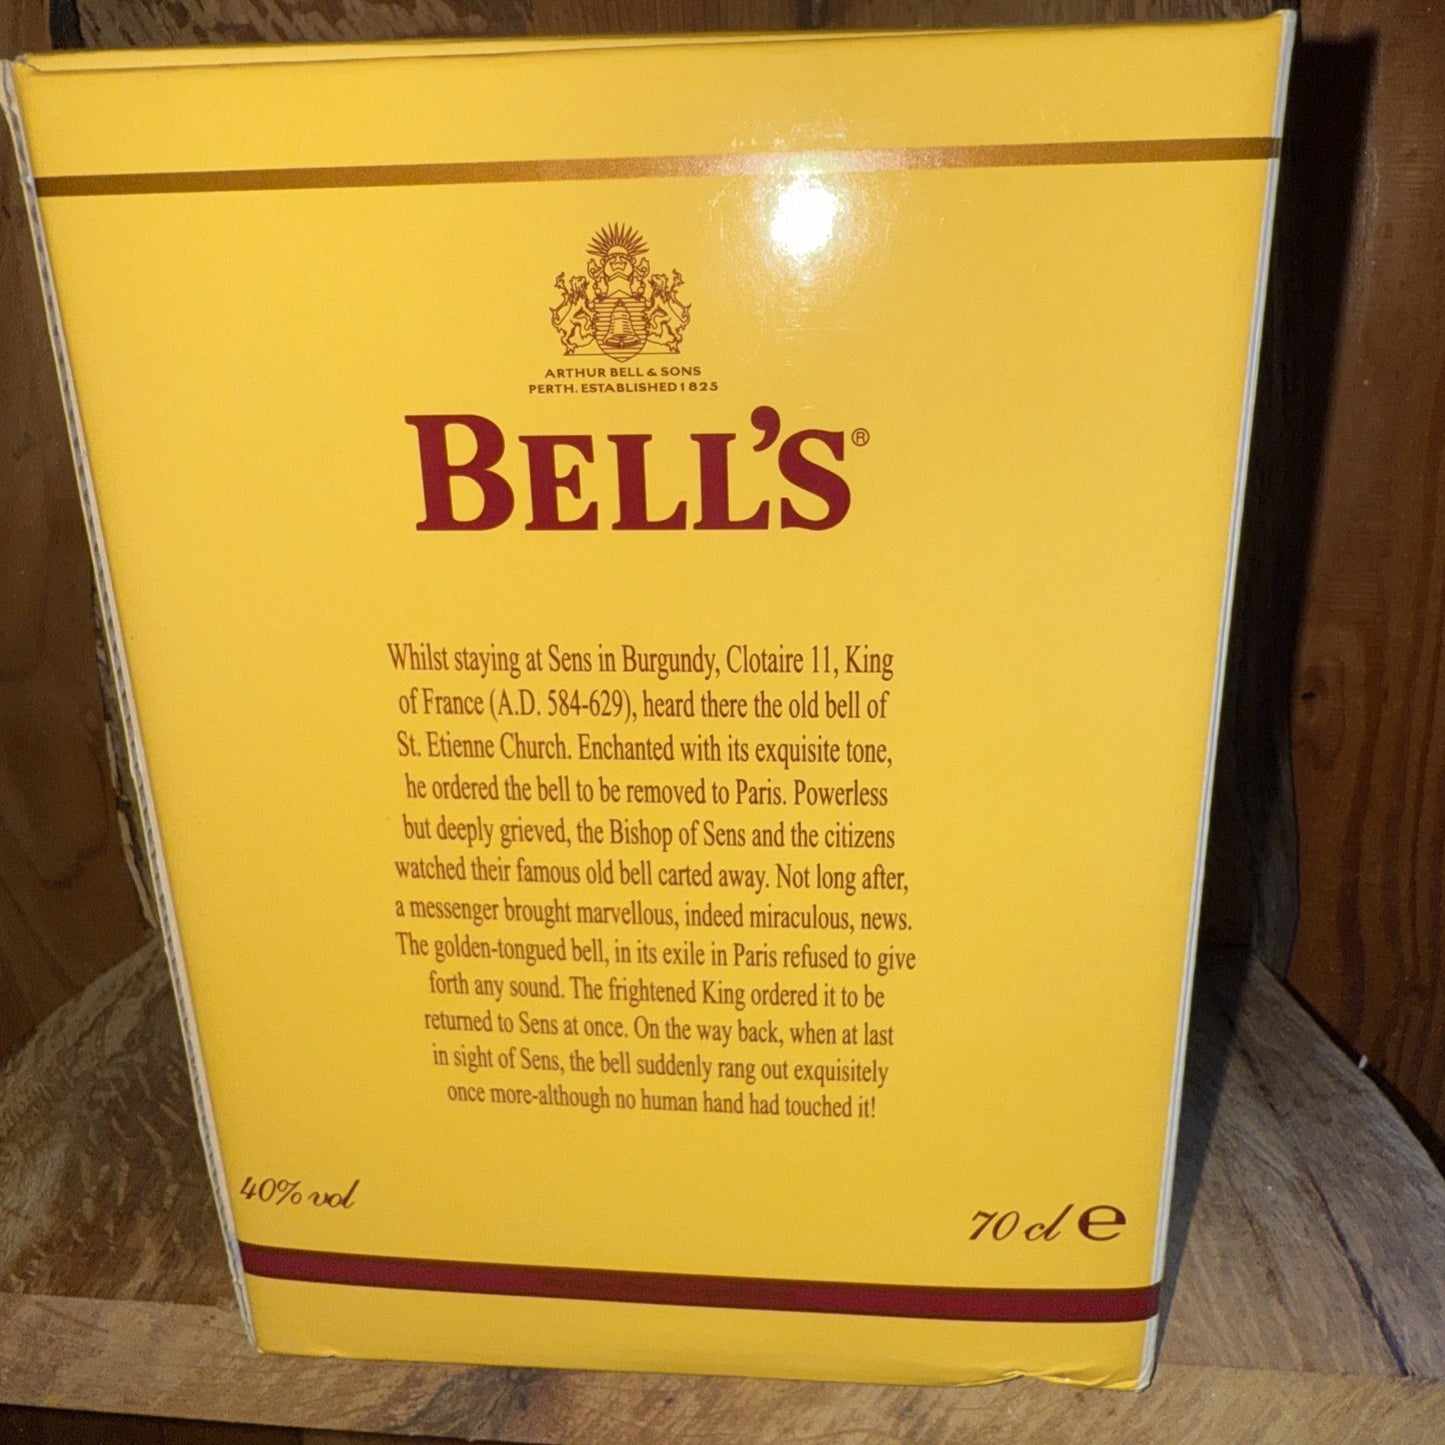 ARTHUR BELL & SONS
PERTH. ESTABLISHED 1825
BELL'S®
Whilst staying at Sens in Burgundy, Clotaire 11, King
of France (A.D. 584-629), heard there the old bell of
St. Etienne Church. Enchanted with its exquisite tone,
he ordered the bell to be removed to Paris. Powerless
but deeply grieved, the Bishop of Sens and the citizens
watched their famous old bell carted away. Not long after,
a messenger brought marvellous, indeed miraculous, news.
The golden-tongued bell, in its exile in Paris refused to give
forth any sound. The frightened King ordered it to be
returned to Sens at once. On the way back, when at last
in sight of Sens, the bell suddenly rang out exquisitely
once more-although no human hand had touched it!
40% vol
70 cl e